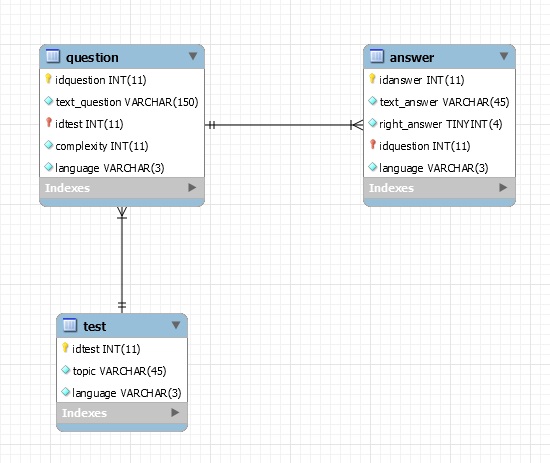 question
idquestion INT(11)
text_question VARCHAR(150)
idtest INT(11)
complexity INT(11)
language VARCHAR(3)
Indexes
answer
idanswer INT(11)
text_answer VARCHAR(45)
right_answer TINYINT(4)
idquestion INT(11)
language VARCHAR(3)
Indexes
test
idtest INT(11)
topic VARCHAR(45)
language VARCHAR(3)
Indexes